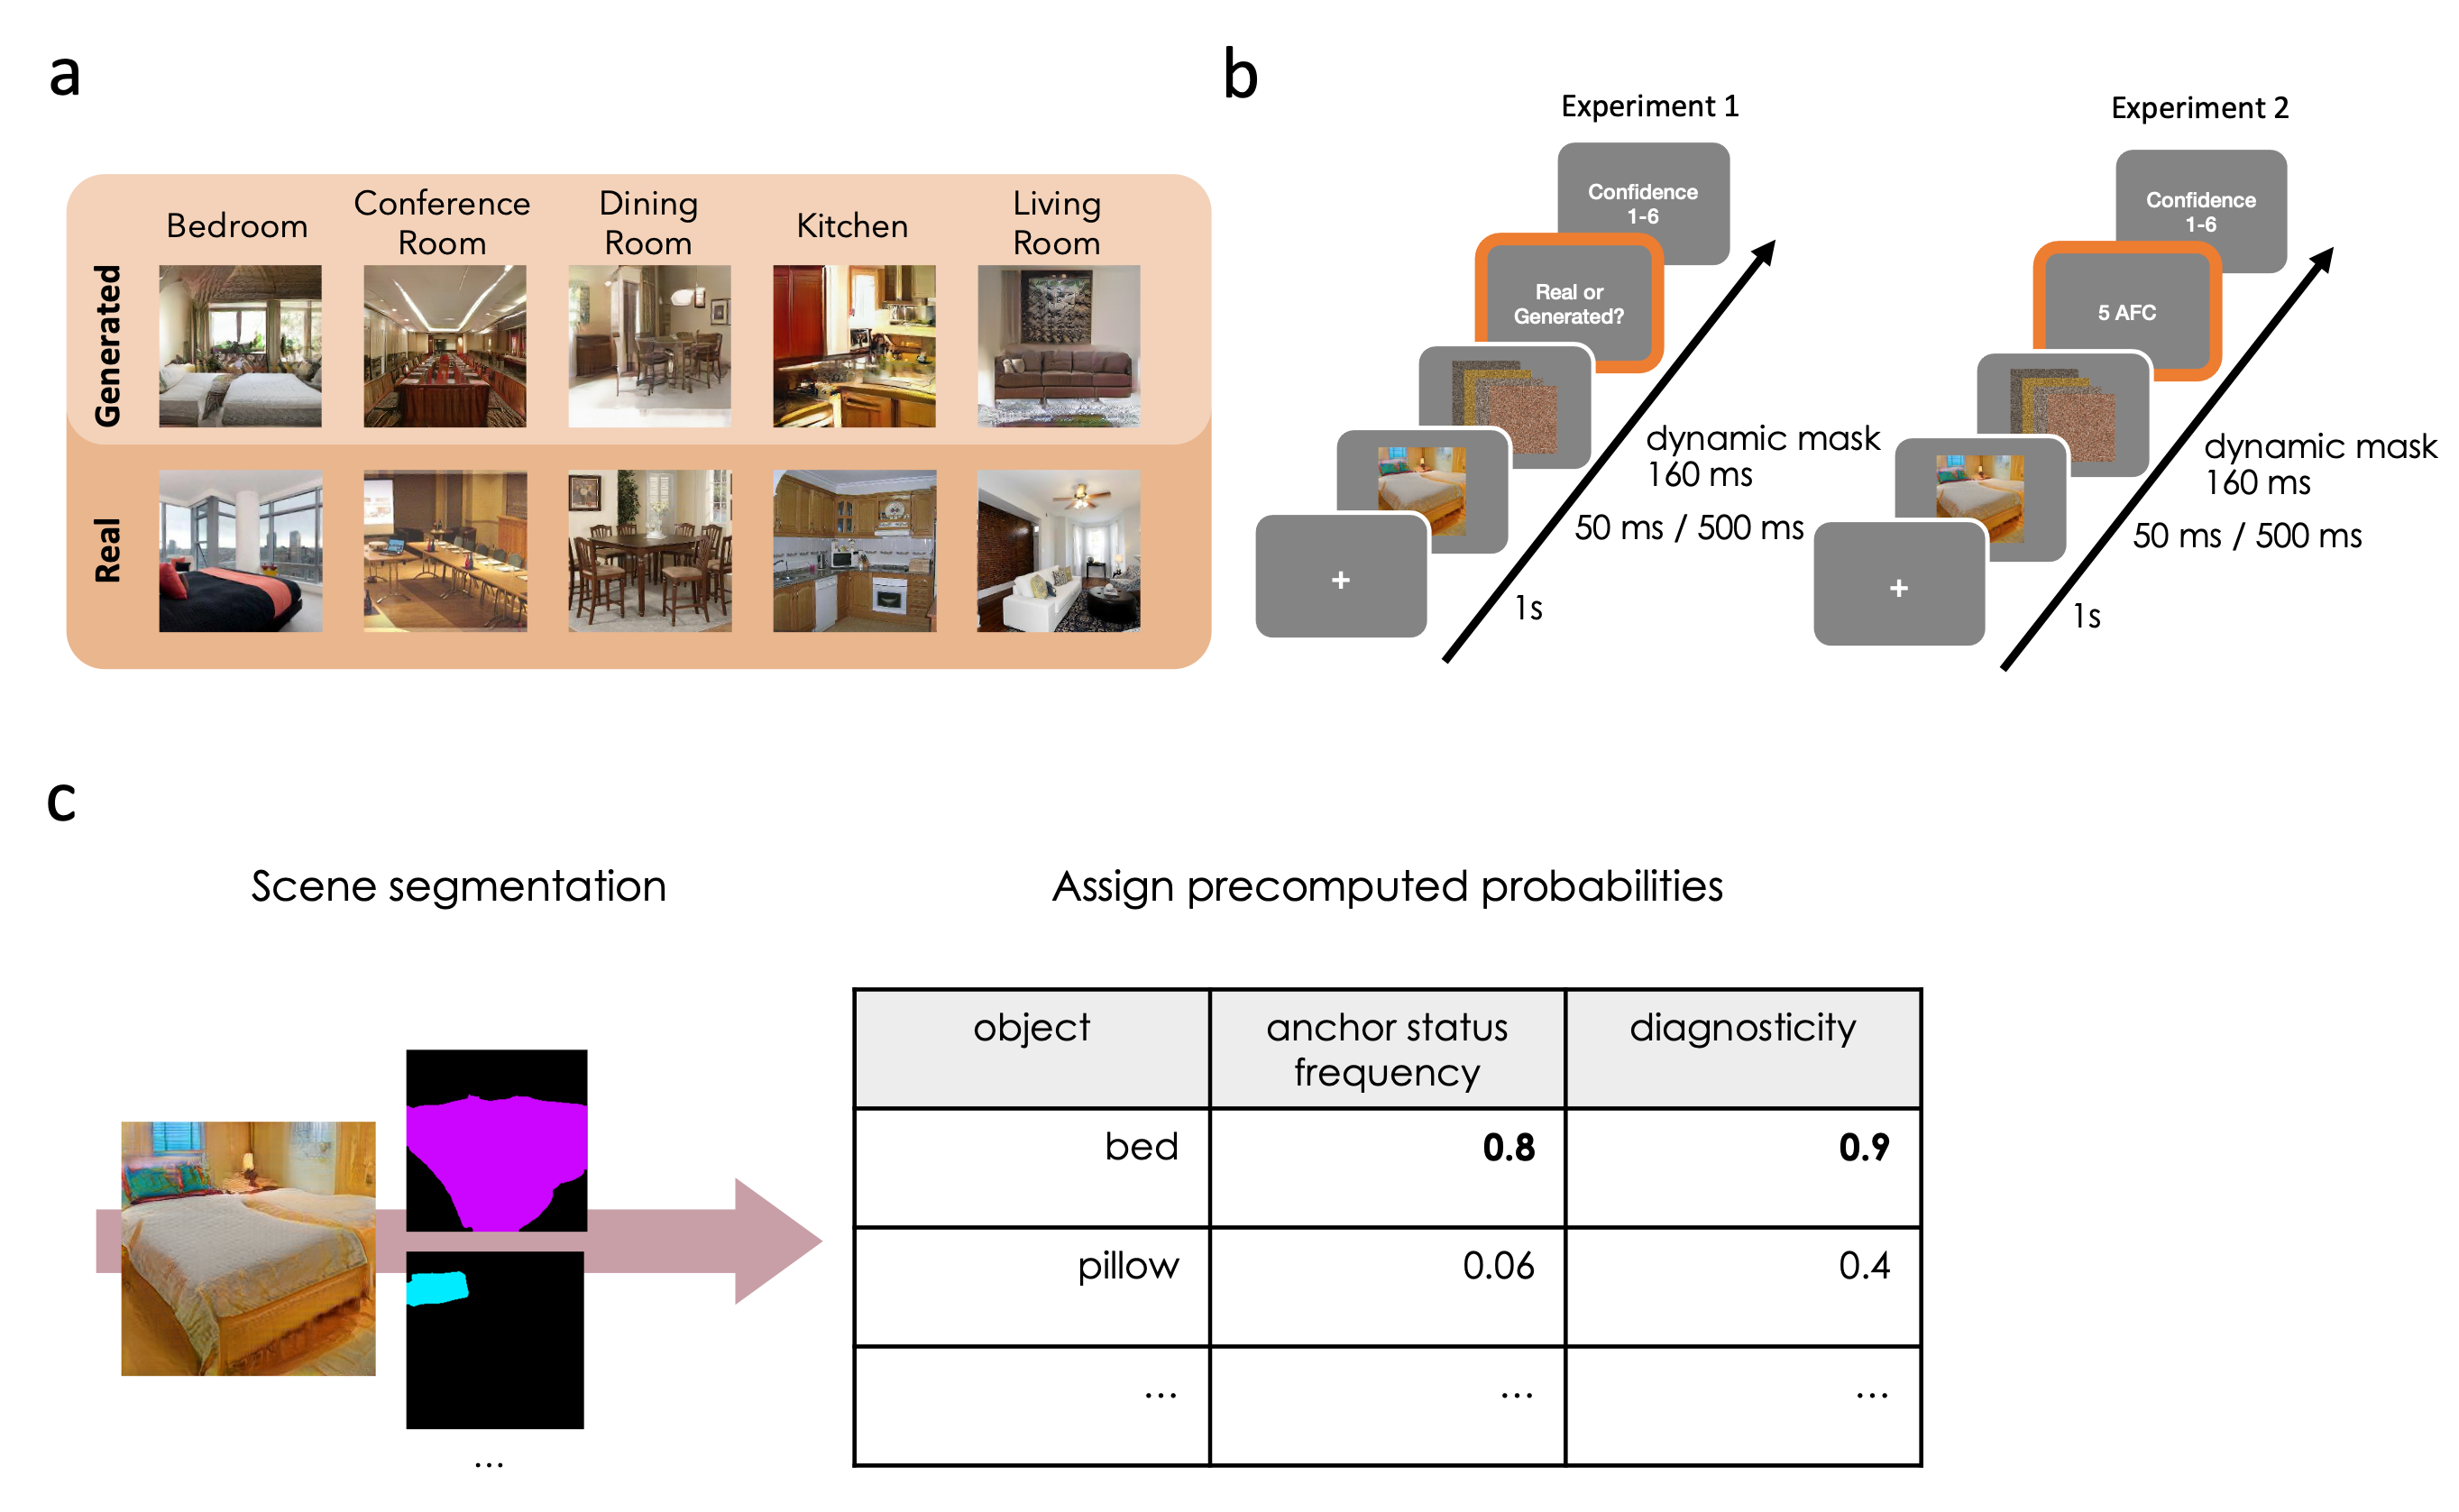 a
Bedroom
Conference
Room
Dining
Room
Kitchen
Living
Room
Generated
Real
b
Experiment 1
Confidence
1-6
Real or
Generated?
dynamic mask
160 ms
50 ms / 500 ms
+
1s
Experiment 2
Confidence
1-6
5 AFC
dynamic mask
160 ms
50 ms / 500 ms
+
1s
c
Scene segmentation
...
Assign precomputed probabilities
object anchor status frequency diagnosticity
bed 0.8 0.9
pillow 0.06 0.4
... ... ...